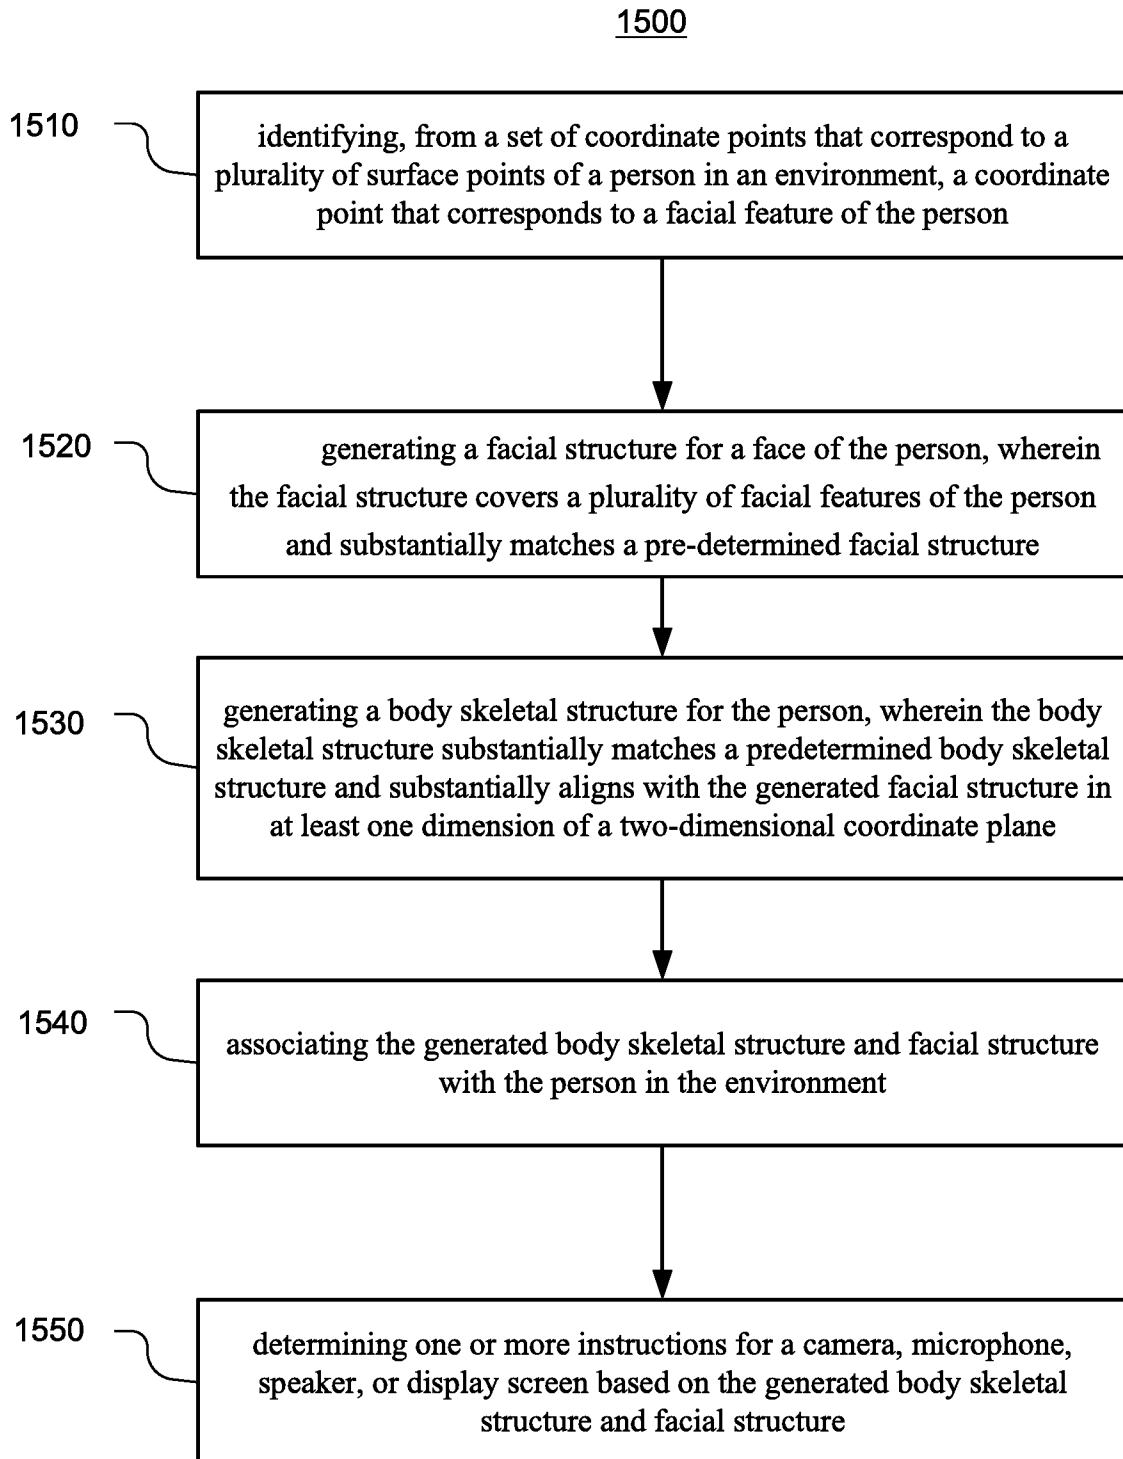 1500
1510
identifying, from a set of coordinate points that correspond to a
plurality of surface points of a person in an environment, a coordinate
point that corresponds to a facial feature of the person
1520
generating a facial structure for a face of the person, wherein
the facial structure covers a plurality of facial features of the person
and substantially matches a pre-determined facial structure
1530
generating a body skeletal structure for the person, wherein the body
skeletal structure substantially matches a predetermined body skeletal
structure and substantially aligns with the generated facial structure in
at least one dimension of a two-dimensional coordinate plane
1540
associating the generated body skeletal structure and facial structure
with the person in the environment
1550
determining one or more instructions for a camera, microphone,
speaker, or display screen based on the generated body skeletal
structure and facial structure